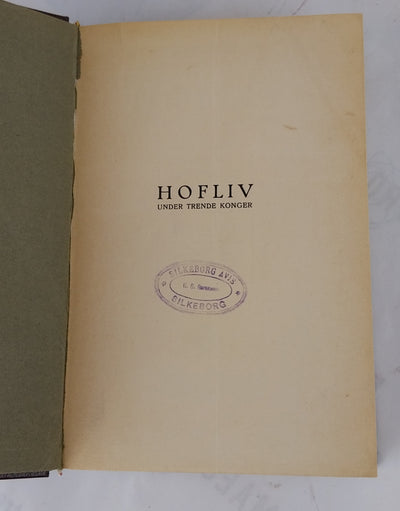 HOFLIV
UNDER TRENDE KONGER
SILKEBORG AVIS
SILKEBORG